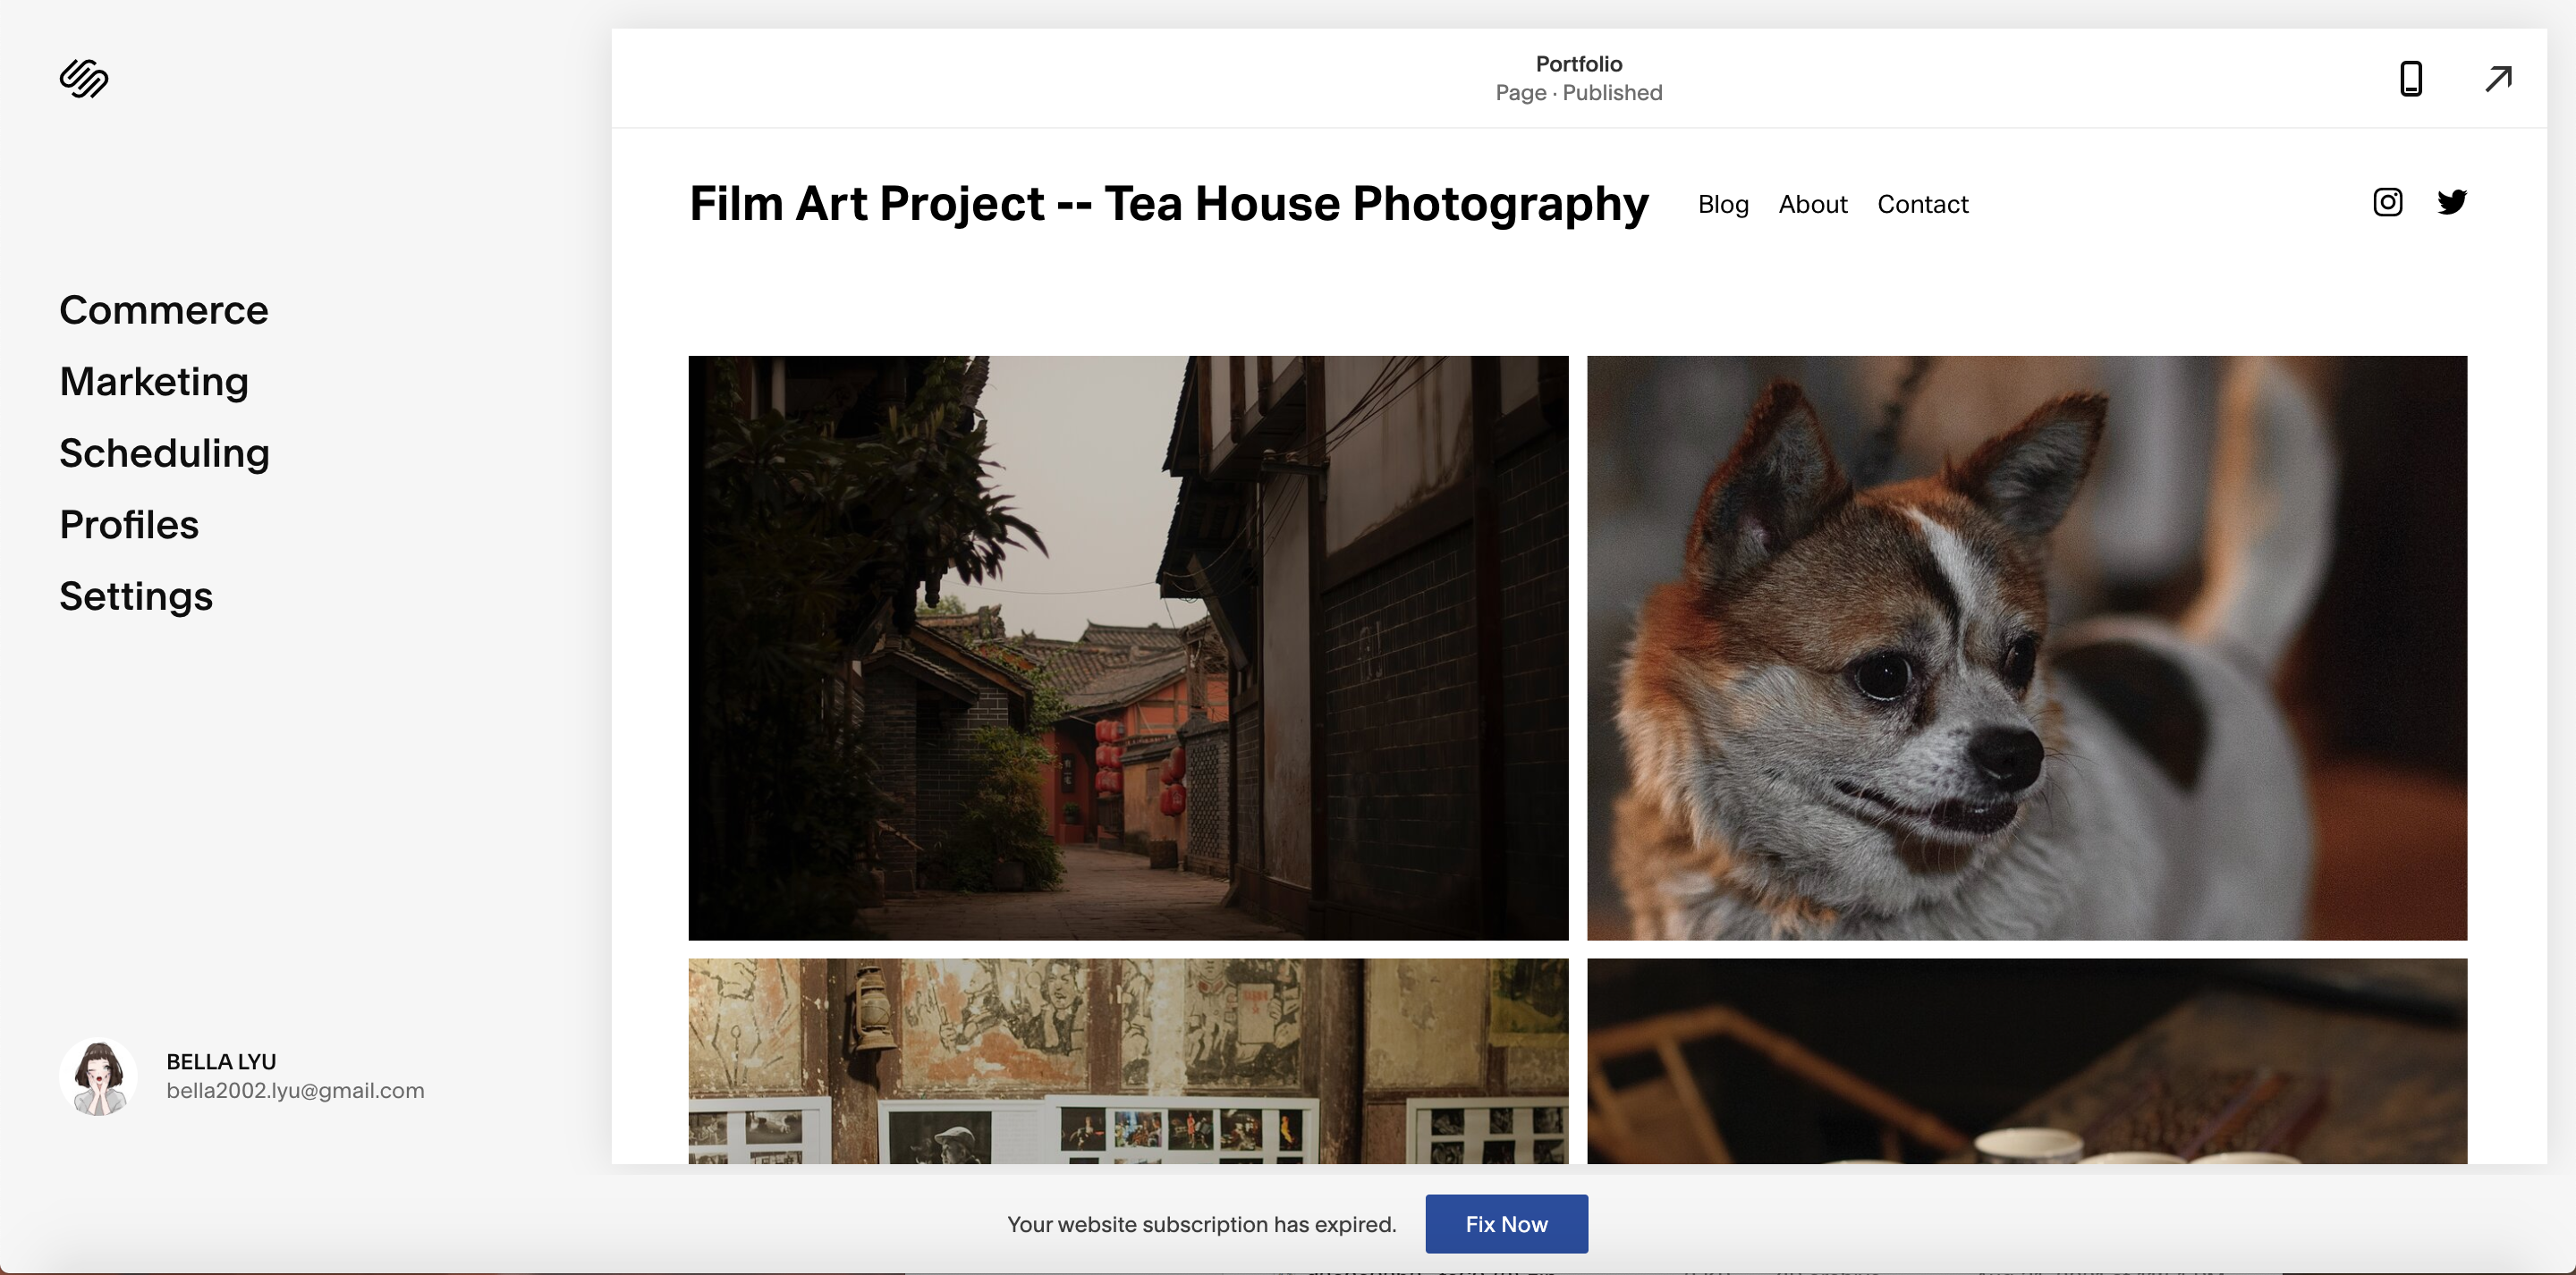 Portfolio
Page · Published
Film Art Project -- Tea House Photography
Blog
About
Contact
Commerce
Marketing
Scheduling
Profiles
Settings
BELLA LYU
bella2002.lyu@gmail.com
Your website subscription has expired.
Fix Now